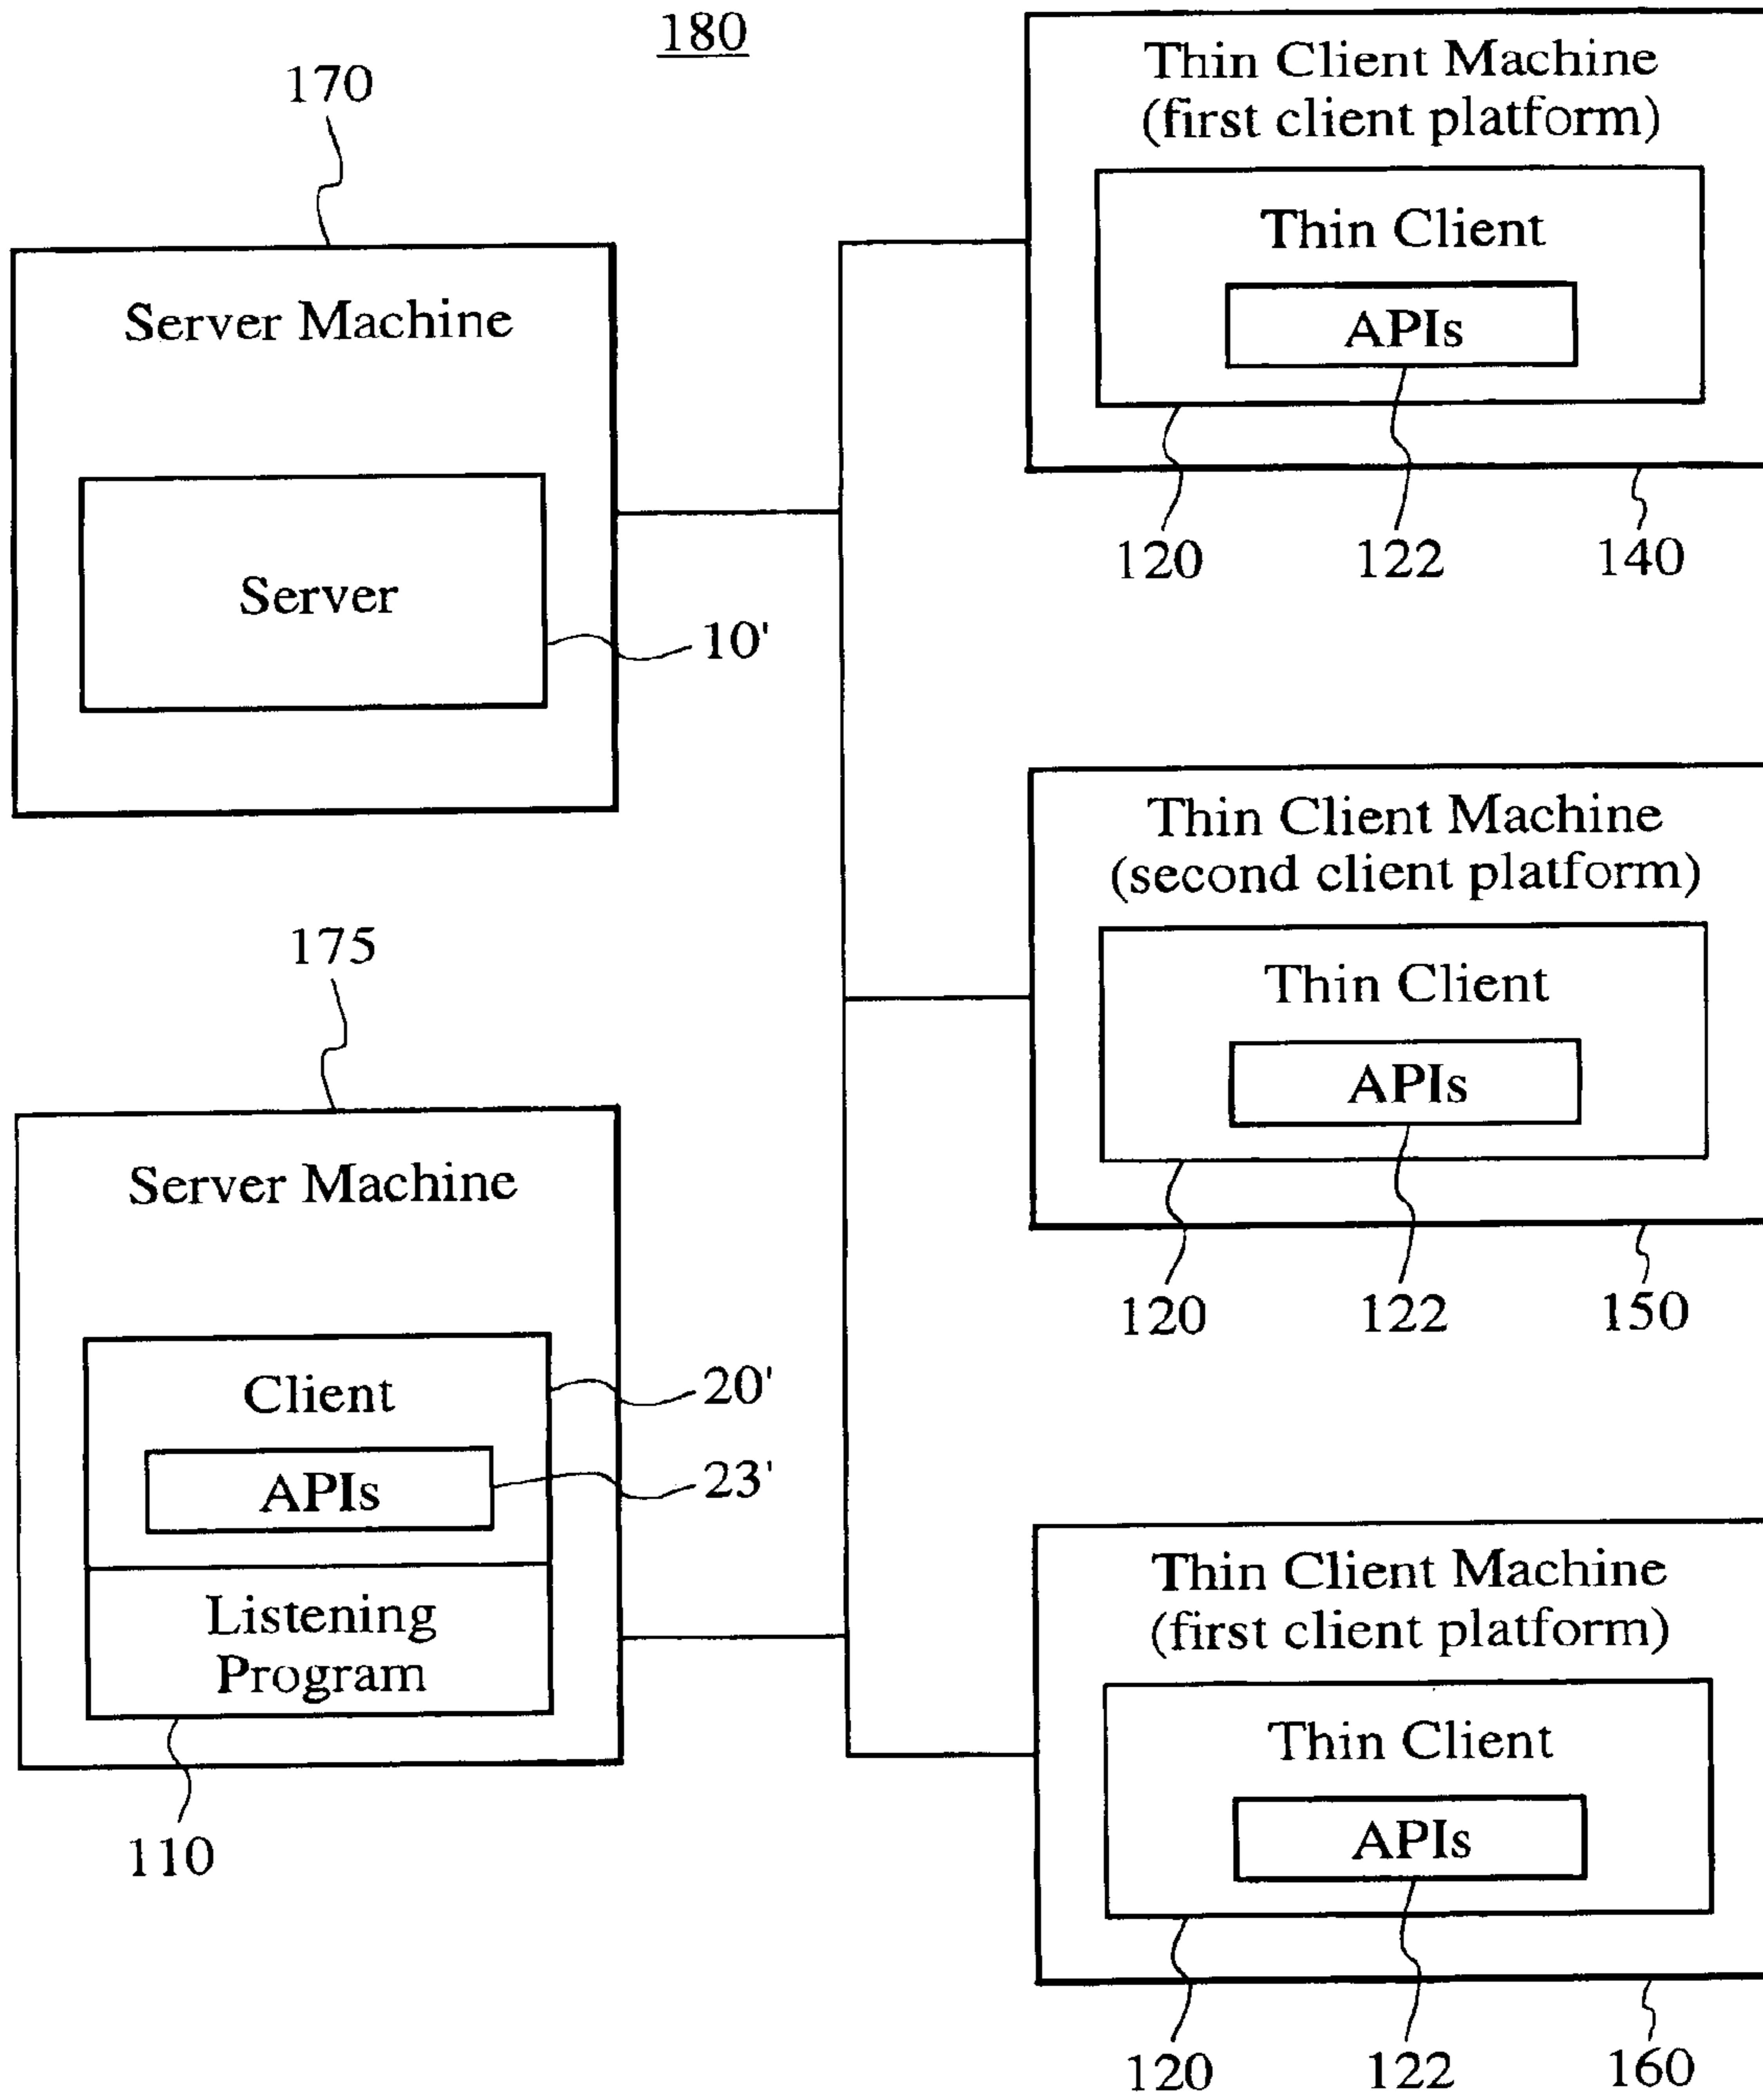 180
170
Server Machine
Server
10'
175
Server Machine
Client
20'
APIs
23'
Listening
Program
110
Thin Client Machine
(first client platform)
Thin Client
APIs
120
122
140
Thin Client Machine
(second client platform)
Thin Client
APIs
120
122
150
Thin Client Machine
(first client platform)
Thin Client
APIs
120
122
160